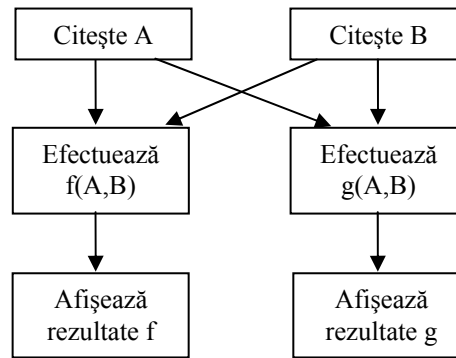 Citeşte A
Citeşte B
Efectuează
f(A,B)
Efectuează
g(A,B)
Afişează
rezultate f
Afişează
rezultate g